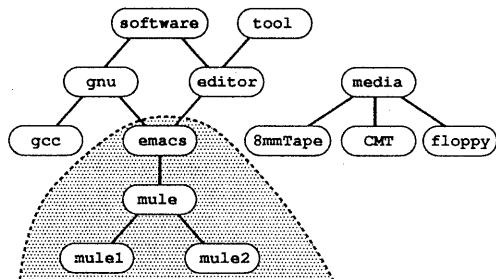 software tool
gnu editor media
gcc emacs 8mmTape CMT floppy
mule
mule1 mule2